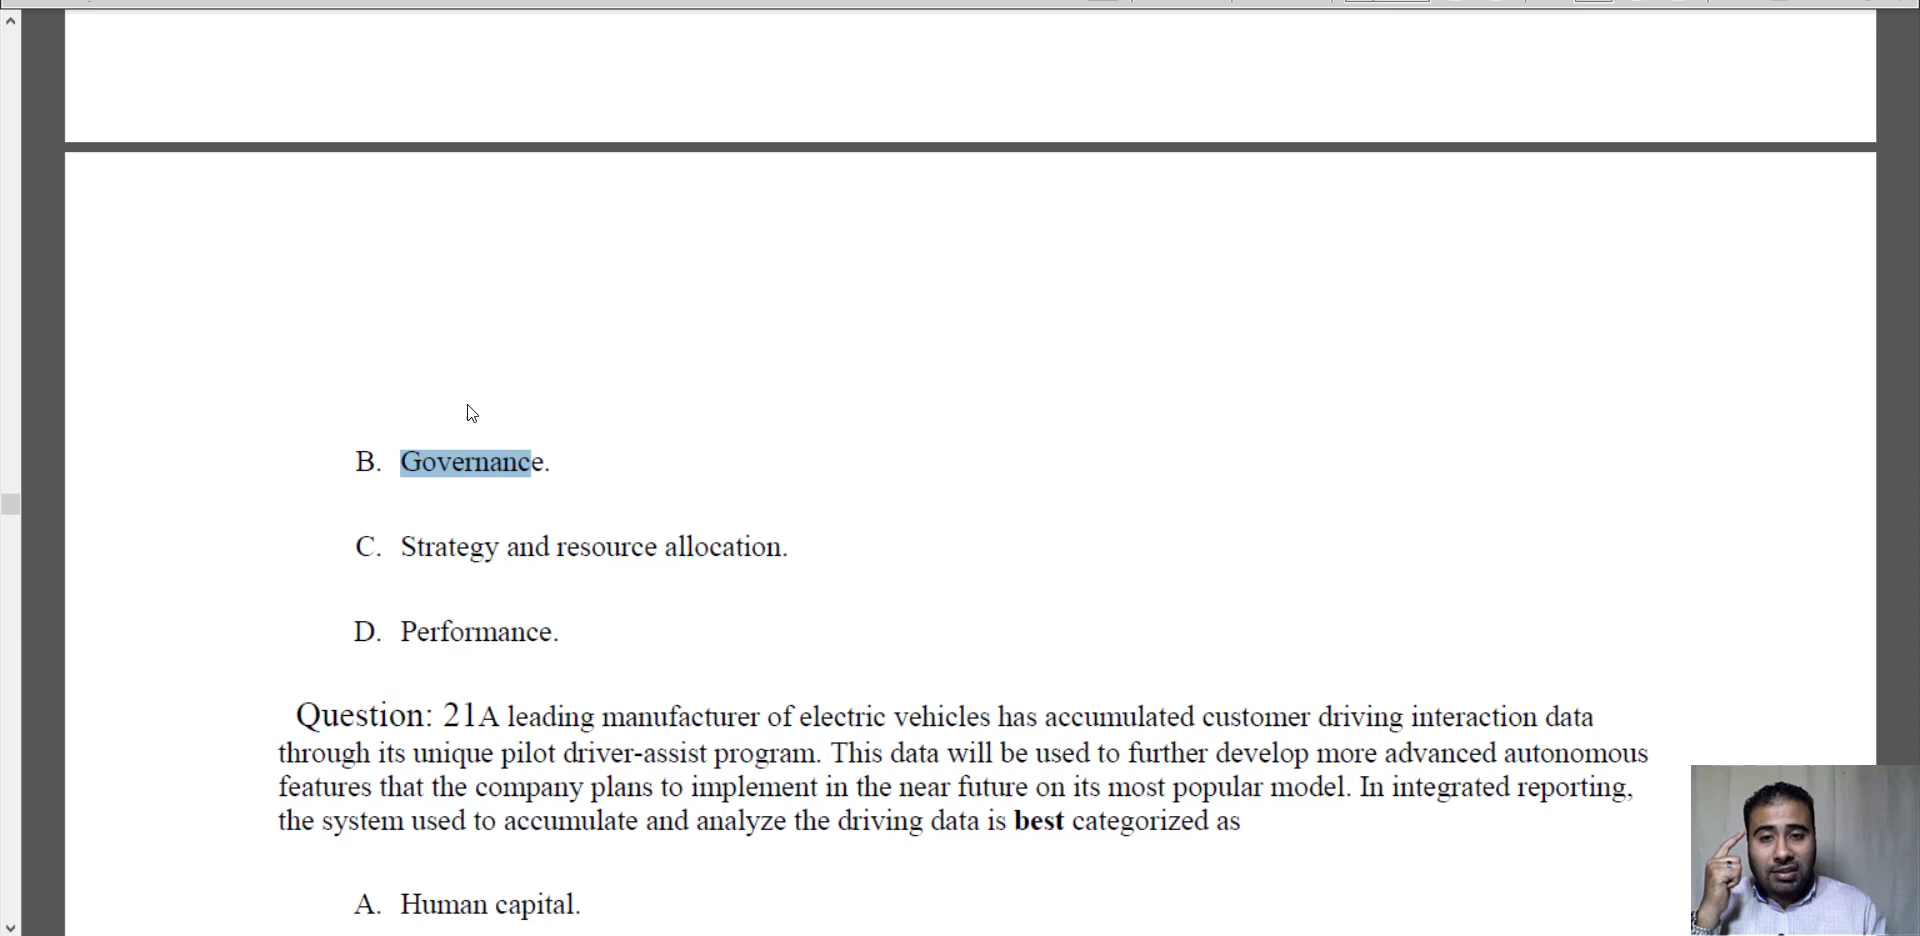 B. Governance.
C. Strategy and resource allocation.
D. Performance.
Question: 21A leading manufacturer of electric vehicles has accumulated customer driving interaction data
through its unique pilot driver-assist program. This data will be used to further develop more advanced autonomous
features that the company plans to implement in the near future on its most popular model. In integrated reporting,
the system used to accumulate and analyze the driving data is best categorized as
A. Human capital.